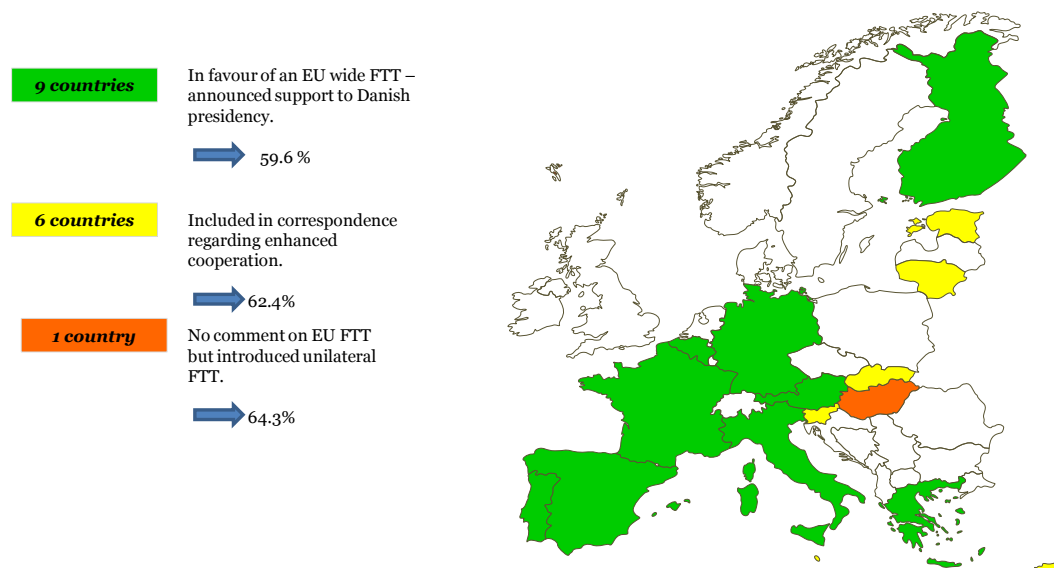 9 countries
In favour of an EU wide FTT –
announced support to Danish
presidency.
59.6 %
6 countries
Included in correspondence
regarding enhanced
cooperation.
62.4%
1 country
No comment on EU FTT
but introduced unilateral
FTT.
64.3%